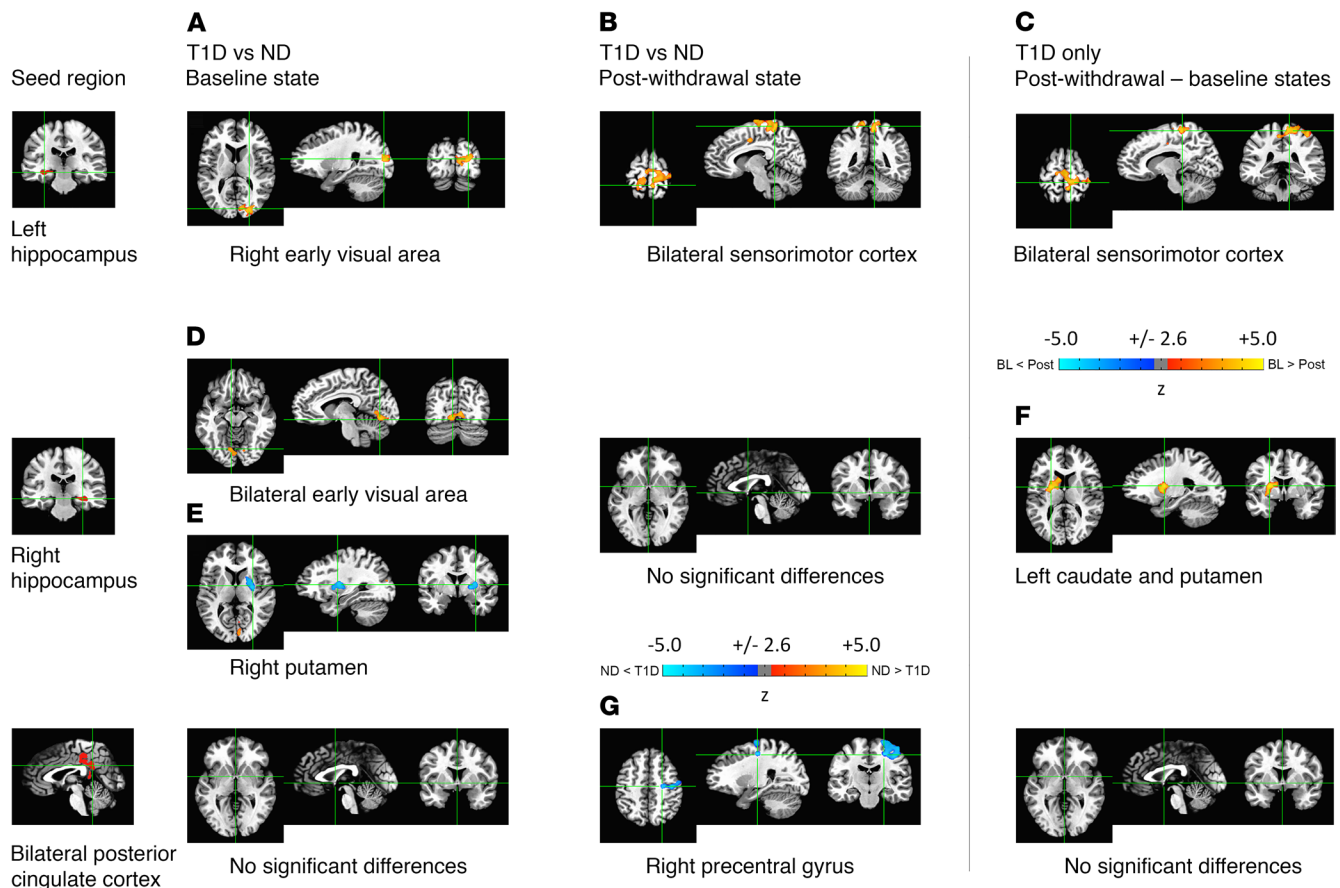 A
T1D vs ND
Baseline state
B
T1D vs ND
Post-withdrawal state
C
T1D only
Post-withdrawal – baseline states
Seed region
Left
hippocampus
Right early visual area
Bilateral sensorimotor cortex
Bilateral sensorimotor cortex
D
-5.0 +/- 2.6 +5.0
BL < Post BL > Post
z
Bilateral early visual area
E
F
Right
hippocampus
No significant differences
Left caudate and putamen
Right putamen
-5.0 +/- 2.6 +5.0
ND < T1D ND > T1D
z
G
Bilateral posterior
cingulate cortex
No significant differences
Right precentral gyrus
No significant differences